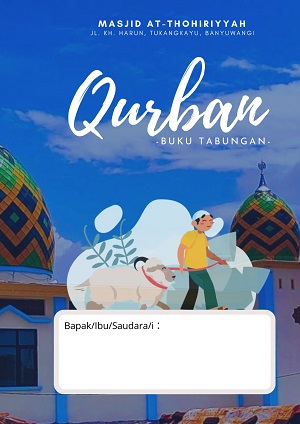 MASJID AT-THOHIRIYYAH
JL. KH. HARUN, TUKANGKAYU, BANYUWANGI
Qurban
-BUKU TABUNGAN-
Bapak/Ibu/Saudara/i :